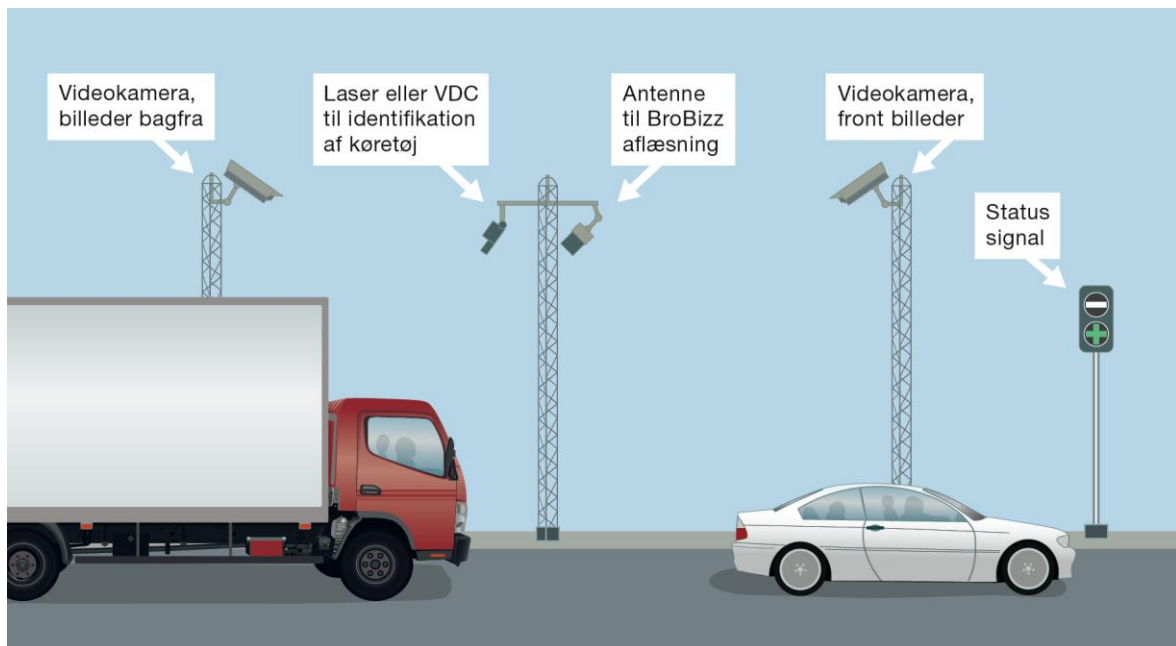 Videokamera,
billeder bagfra
Laser eller VDC
til identifikation
af køretøj
Antenne
til BroBizz
aflæsning
Videokamera,
front billeder
Status
signal